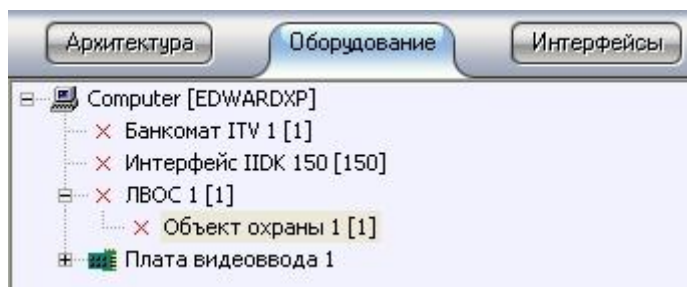 Архитектура Оборудование Интерфейсы
Computer [EDWARDXP]
Банкомат ITV 1 [1]
Интерфейс IIDK 150 [150]
ЛВОС 1 [1]
Объект охраны 1 [1]
Плата видеоввода 1